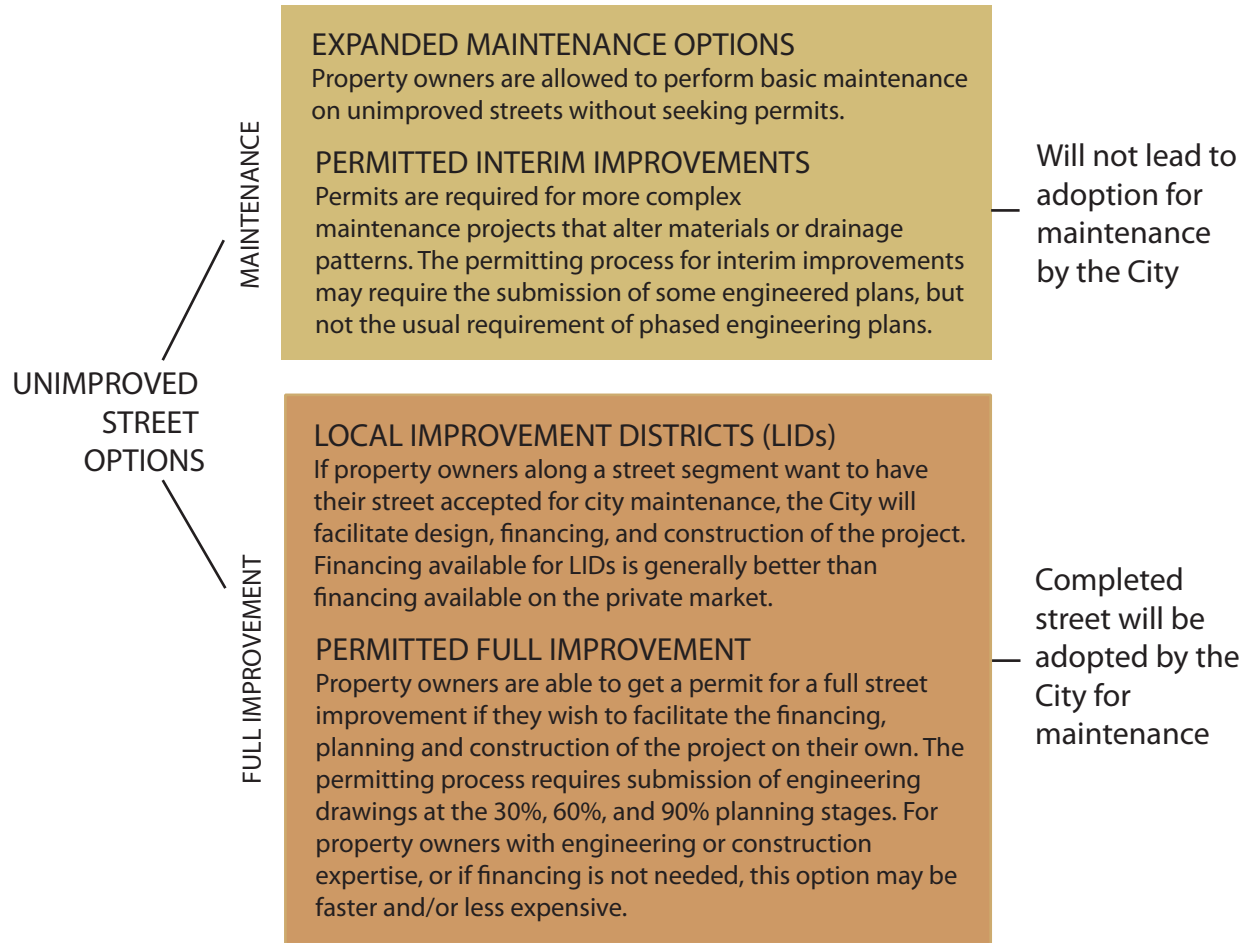 UNIMPROVED
STREET
OPTIONS
MAINTENANCE
EXPANDED MAINTENANCE OPTIONS
Property owners are allowed to perform basic maintenance
on unimproved streets without seeking permits.
PERMITTED INTERIM IMPROVEMENTS
Permits are required for more complex
maintenance projects that alter materials or drainage
patterns. The permitting process for interim improvements
may require the submission of some engineered plans, but
not the usual requirement of phased engineering plans.
Will not lead to
adoption for
maintenance
by the City
FULL IMPROVEMENT
LOCAL IMPROVEMENT DISTRICTS (LIDs)
If property owners along a street segment want to have
their street accepted for city maintenance, the City will
facilitate design, financing, and construction of the project.
Financing available for LIDs is generally better than
financing available on the private market.
PERMITTED FULL IMPROVEMENT
Property owners are able to get a permit for a full street
improvement if they wish to facilitate the financing,
planning and construction of the project on their own. The
permitting process requires submission of engineering
drawings at the 30%, 60%, and 90% planning stages. For
property owners with engineering or construction
expertise, or if financing is not needed, this option may be
faster and/or less expensive.
Completed
street will be
adopted by the
City for
maintenance